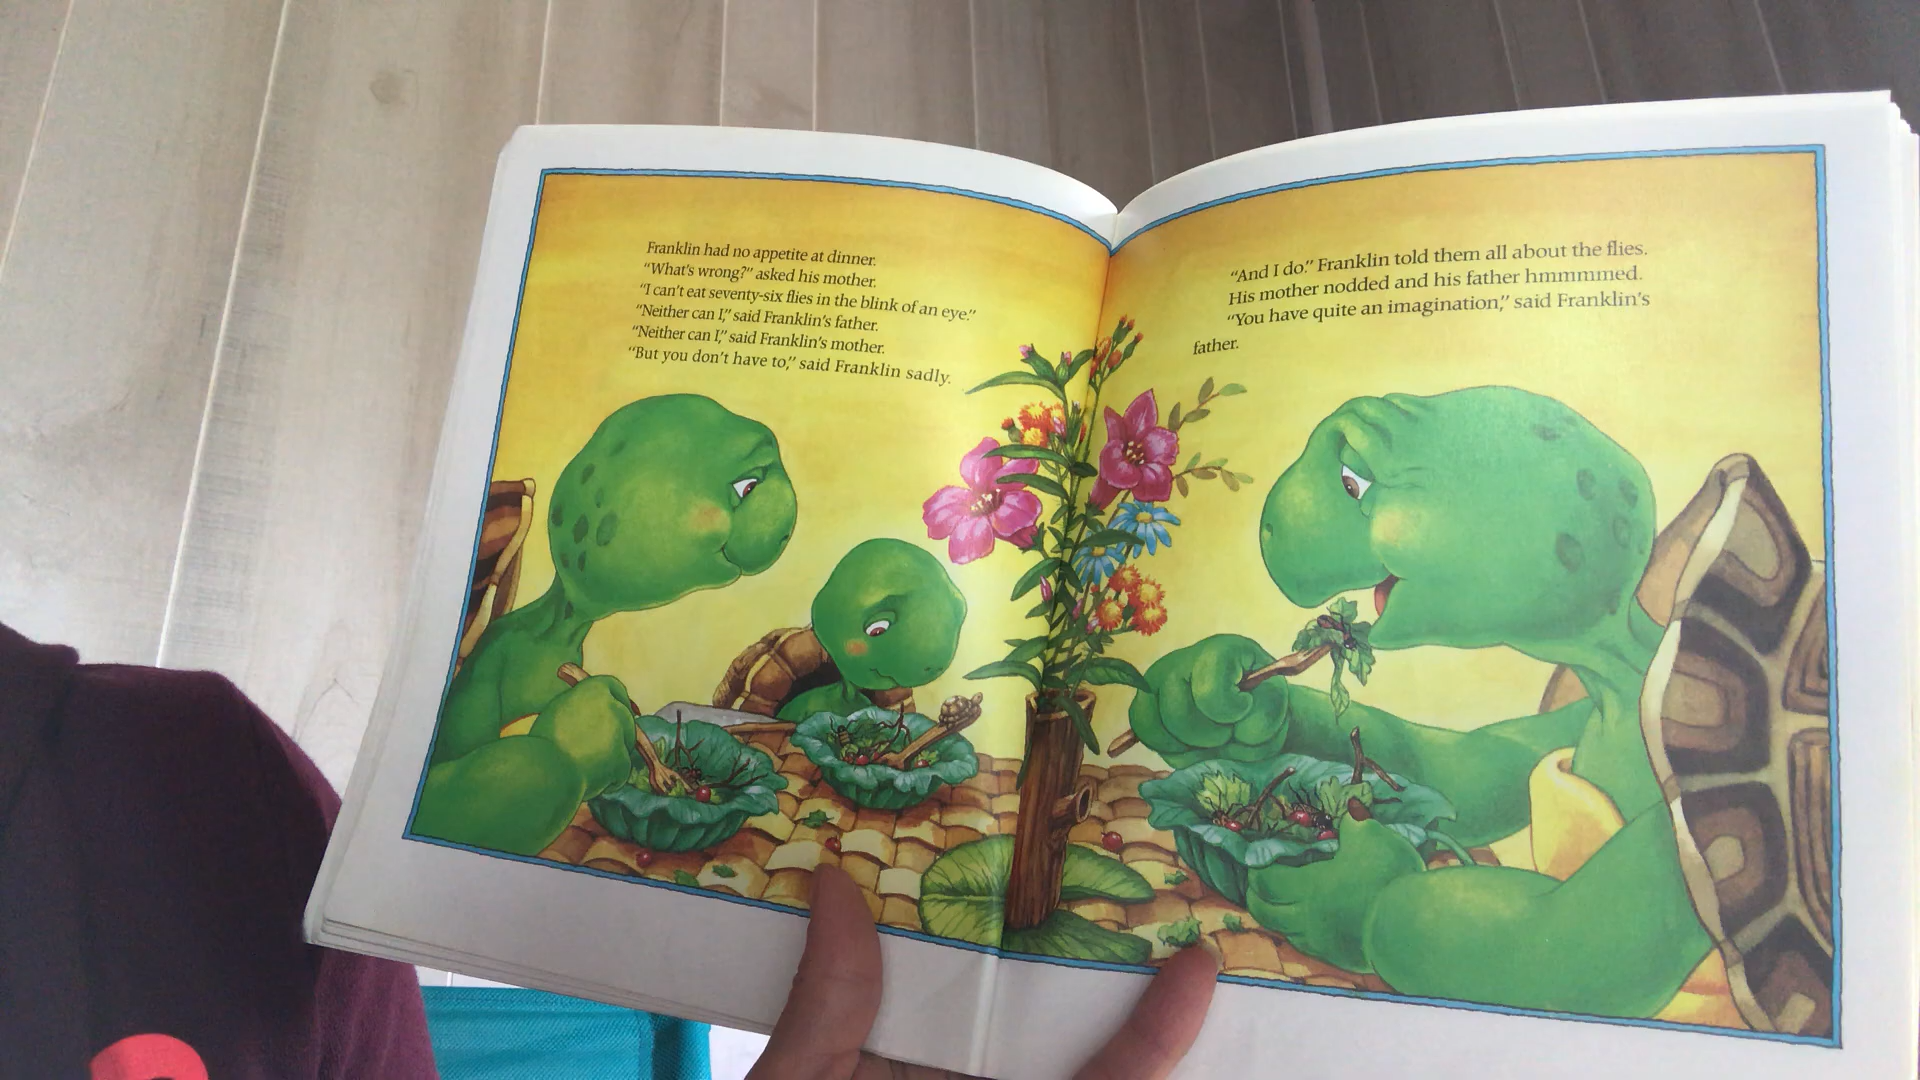 Franklin had no appetite at dinner.
“What's wrong?” asked his mother.
“I can't eat seventy-six flies in the blink of an eye.”
“Neither can I,” said Franklin's father.
“Neither can I,” said Franklin's mother.
“But you don't have to,” said Franklin sadly.
“And I do.” Franklin told them all about the flies.
His mother nodded and his father hmmmmed.
“You have quite an imagination,” said Franklin's
father.